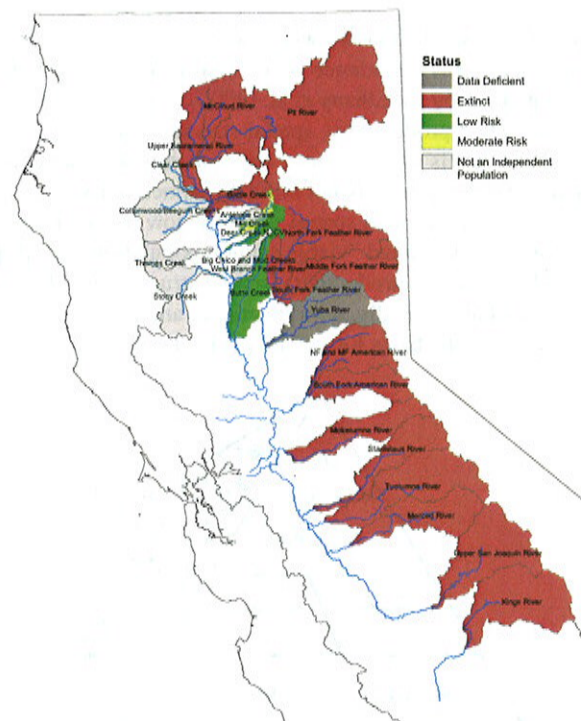 Status
Data Deficient
Extinct
Low Risk
Moderate Risk
Not an Independent
Population
McCloud River
Pit River
Upper Sacramento River
Clear Creek
Battle Creek
Cottonwood/Beegum Creek
Antelope Creek
Mill Creek
Deer Creek
North Fork Feather River
Thomes Creek
Big Chico and Mud Creeks
West Branch Feather River
Middle Fork Feather River
Stony Creek
Butte Creek
South Fork Feather River
Yuba River
NF and MF American River
South Fork American River
Mokelumne River
Stanislaus River
Tuolumne River
Merced River
Upper San Joaquin River
Kings River